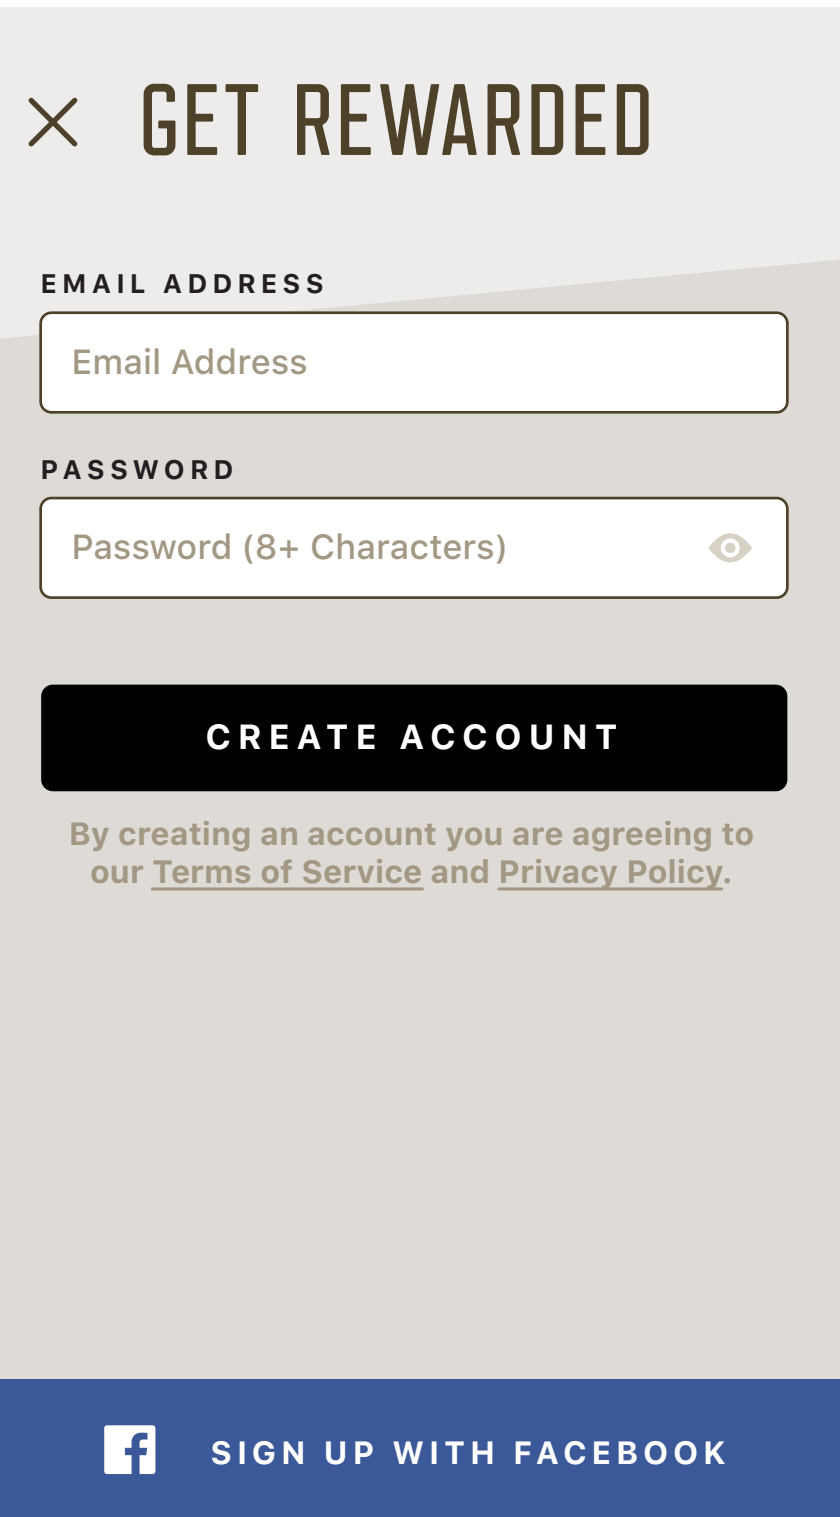 GET REWARDED
EMAIL ADDRESS
Email Address
PASSWORD
Password (8+ Characters)
CREATE ACCOUNT
By creating an account you are agreeing to
our Terms of Service and Privacy Policy.
SIGN UP WITH FACEBOOK